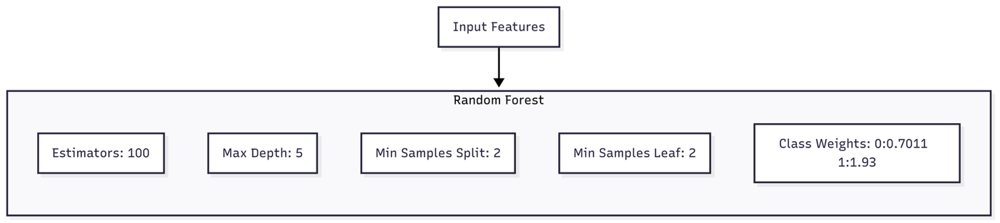 Input Features
Random Forest
Estimators: 100
Max Depth: 5
Min Samples Split: 2
Min Samples Leaf: 2
Class Weights: 0:0.7011
1:1.93